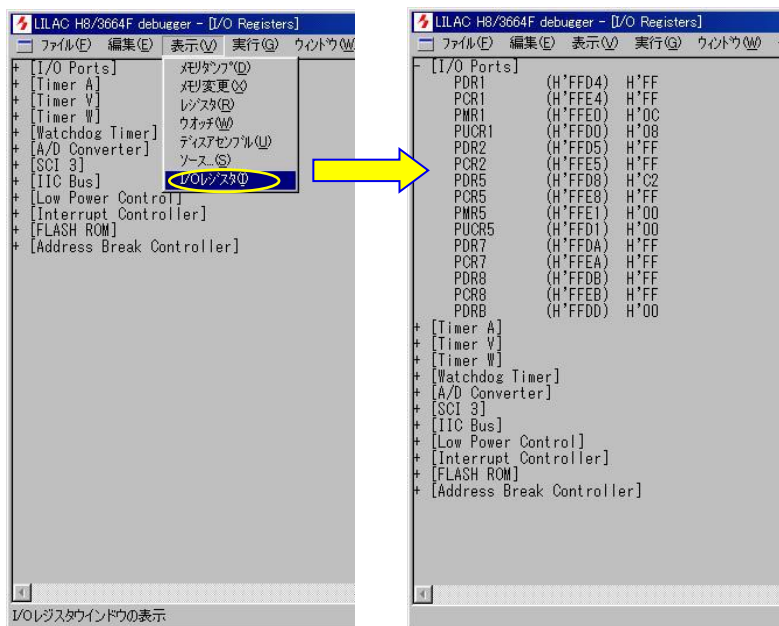 LILAC H8/3664F debugger - [I/O Registers]
ファイル(F) 編集(E) 表示(V) 実行(G) ウィンドウ(W
+ [I/O Ports]
+ [Timer A]
+ [Timer V]
+ [Timer W]
+ [Watchdog Timer]
+ [A/D Converter]
+ [SCI 3]
+ [IIC Bus]
+ [Low Power Control]
+ [Interrupt Controller]
+ [FLASH ROM]
+ [Address Break Controller]
メモリダンプ(D)
メモリ変更(X)
レジスタ(R)
ウオッチ(W)
ディスアセンブル(U)
ソース...(S)
I/Oレジスタ(I)
I/Oレジスタウインドウの表示
LILAC H8/3664F debugger - [I/O Registers]
ファイル(F) 編集(E) 表示(V) 実行(G) ウィンドウ(W)
- [I/O Ports]
PDR1 (H'FFD4) H'FF
PCR1 (H'FFE4) H'FF
PMR1 (H'FFE0) H'0C
PUCR1 (H'FFD0) H'08
PDR2 (H'FFD5) H'FF
PCR2 (H'FFE5) H'FF
PDR5 (H'FFD8) H'C2
PCR5 (H'FFE8) H'FF
PMR5 (H'FFE1) H'00
PUCR5 (H'FFD1) H'00
PDR7 (H'FFDA) H'FF
PCR7 (H'FFEA) H'FF
PDR8 (H'FFDB) H'FF
PCR8 (H'FFEB) H'FF
PDRB (H'FFDD) H'00
+ [Timer A]
+ [Timer V]
+ [Timer W]
+ [Watchdog Timer]
+ [A/D Converter]
+ [SCI 3]
+ [IIC Bus]
+ [Low Power Control]
+ [Interrupt Controller]
+ [FLASH ROM]
+ [Address Break Controller]